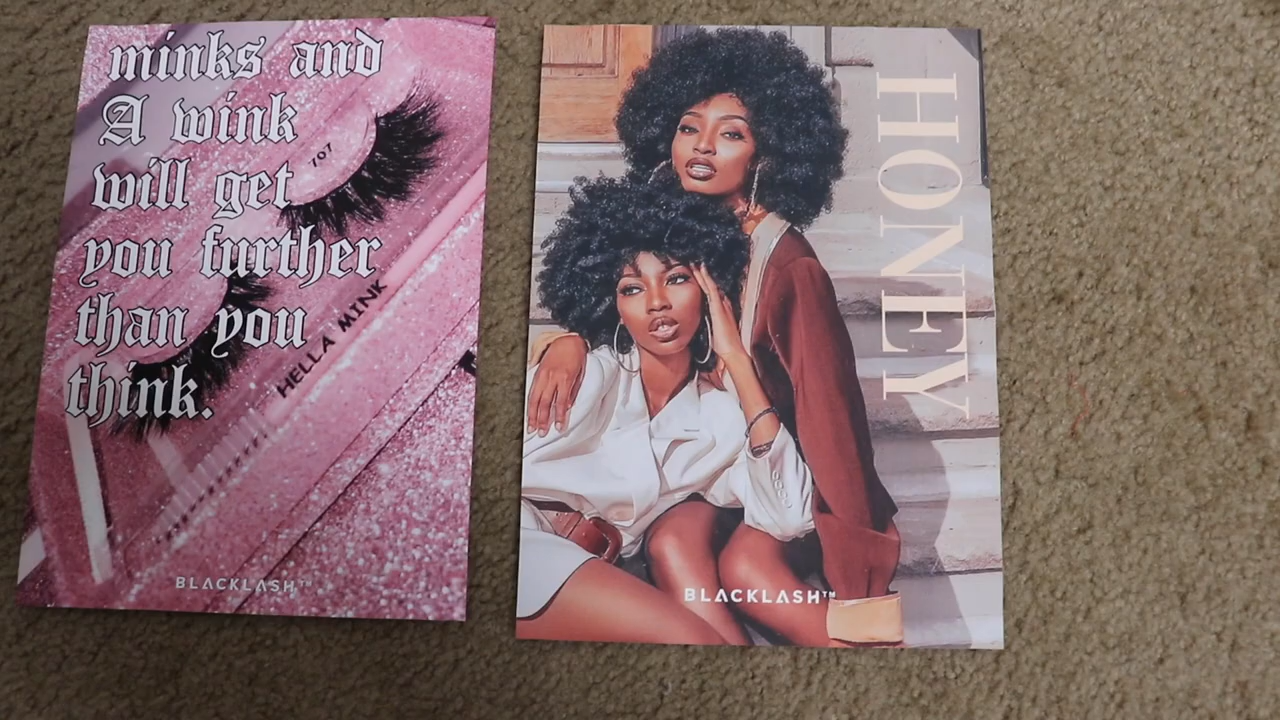 minks and
A wink
will get
you further
than you
think.
707
HELLA MINK
BLACKLASH™
HONEY
BLACKLASH™